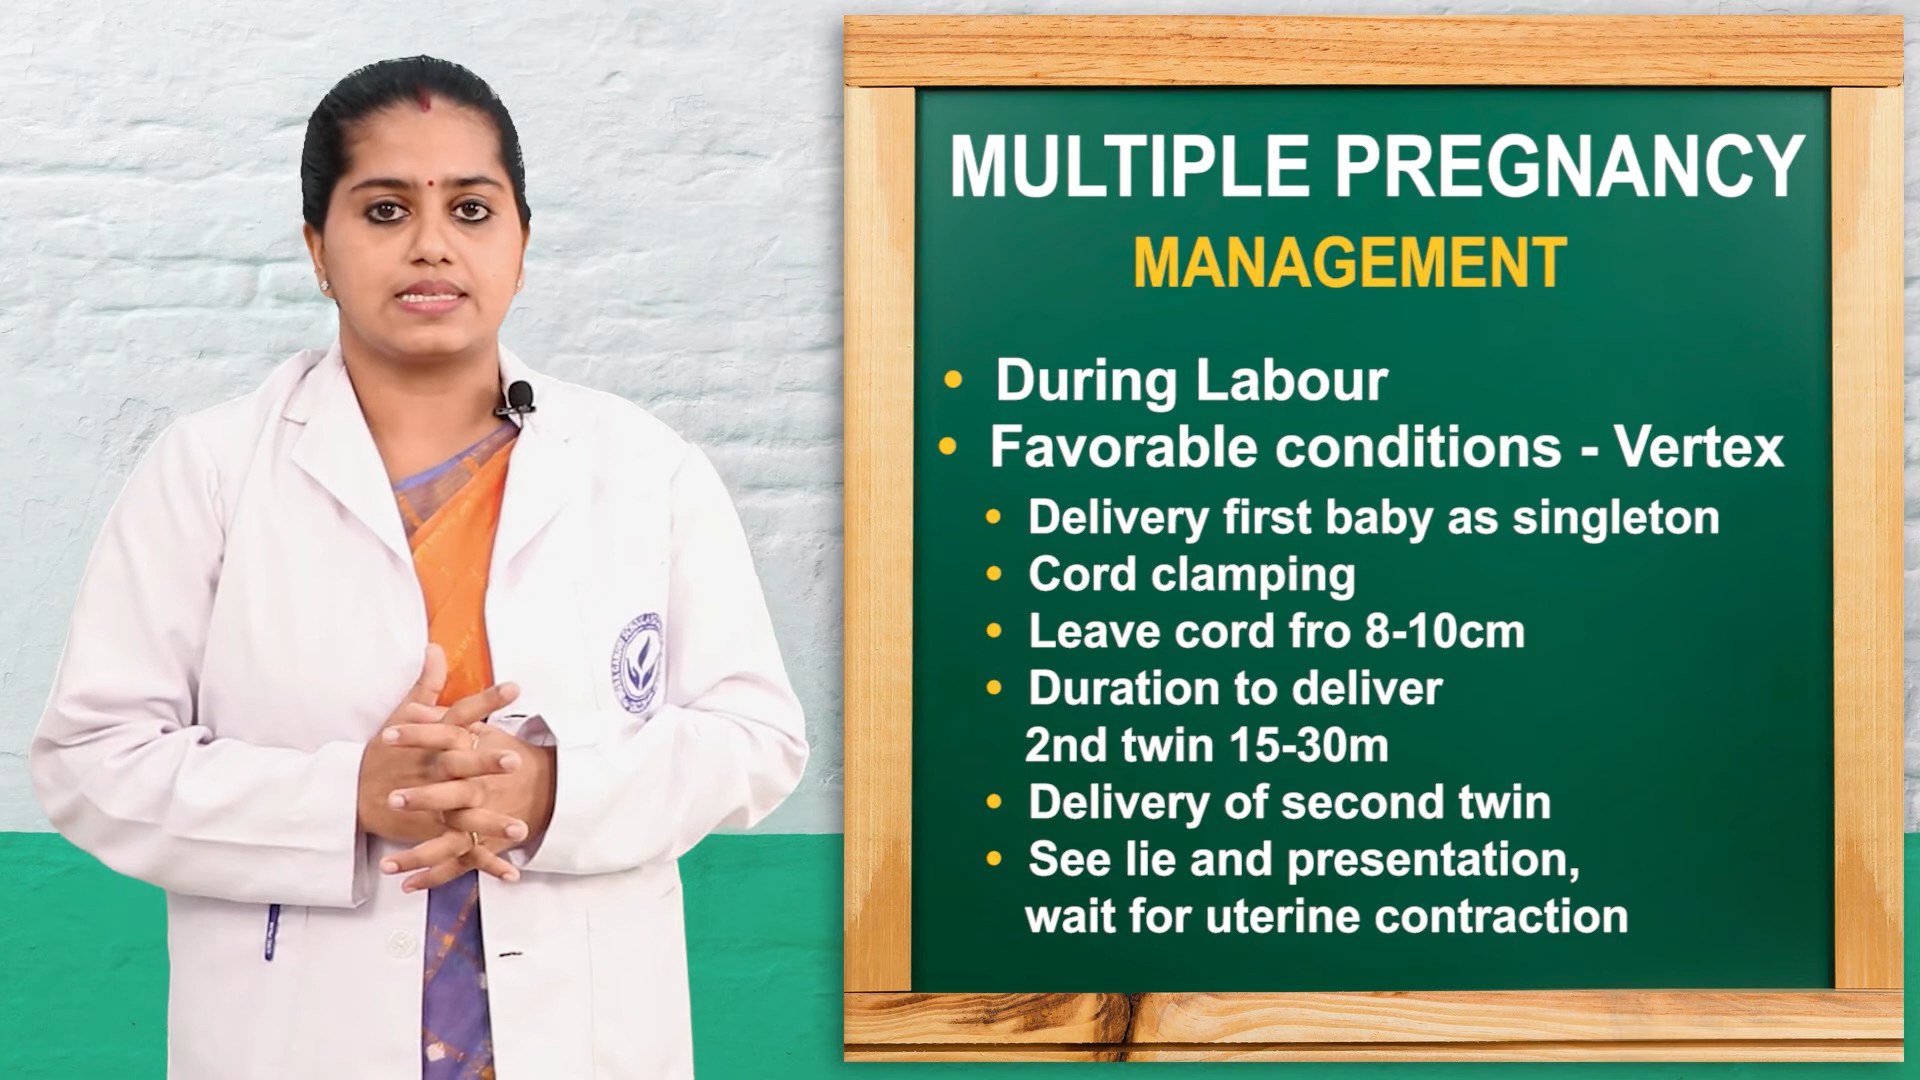 MULTIPLE PREGNANCY
MANAGEMENT
• During Labour
• Favorable conditions - Vertex
• Delivery first baby as singleton
• Cord clamping
• Leave cord fro 8-10cm
• Duration to deliver
2nd twin 15-30m
• Delivery of second twin
• See lie and presentation,
wait for uterine contraction